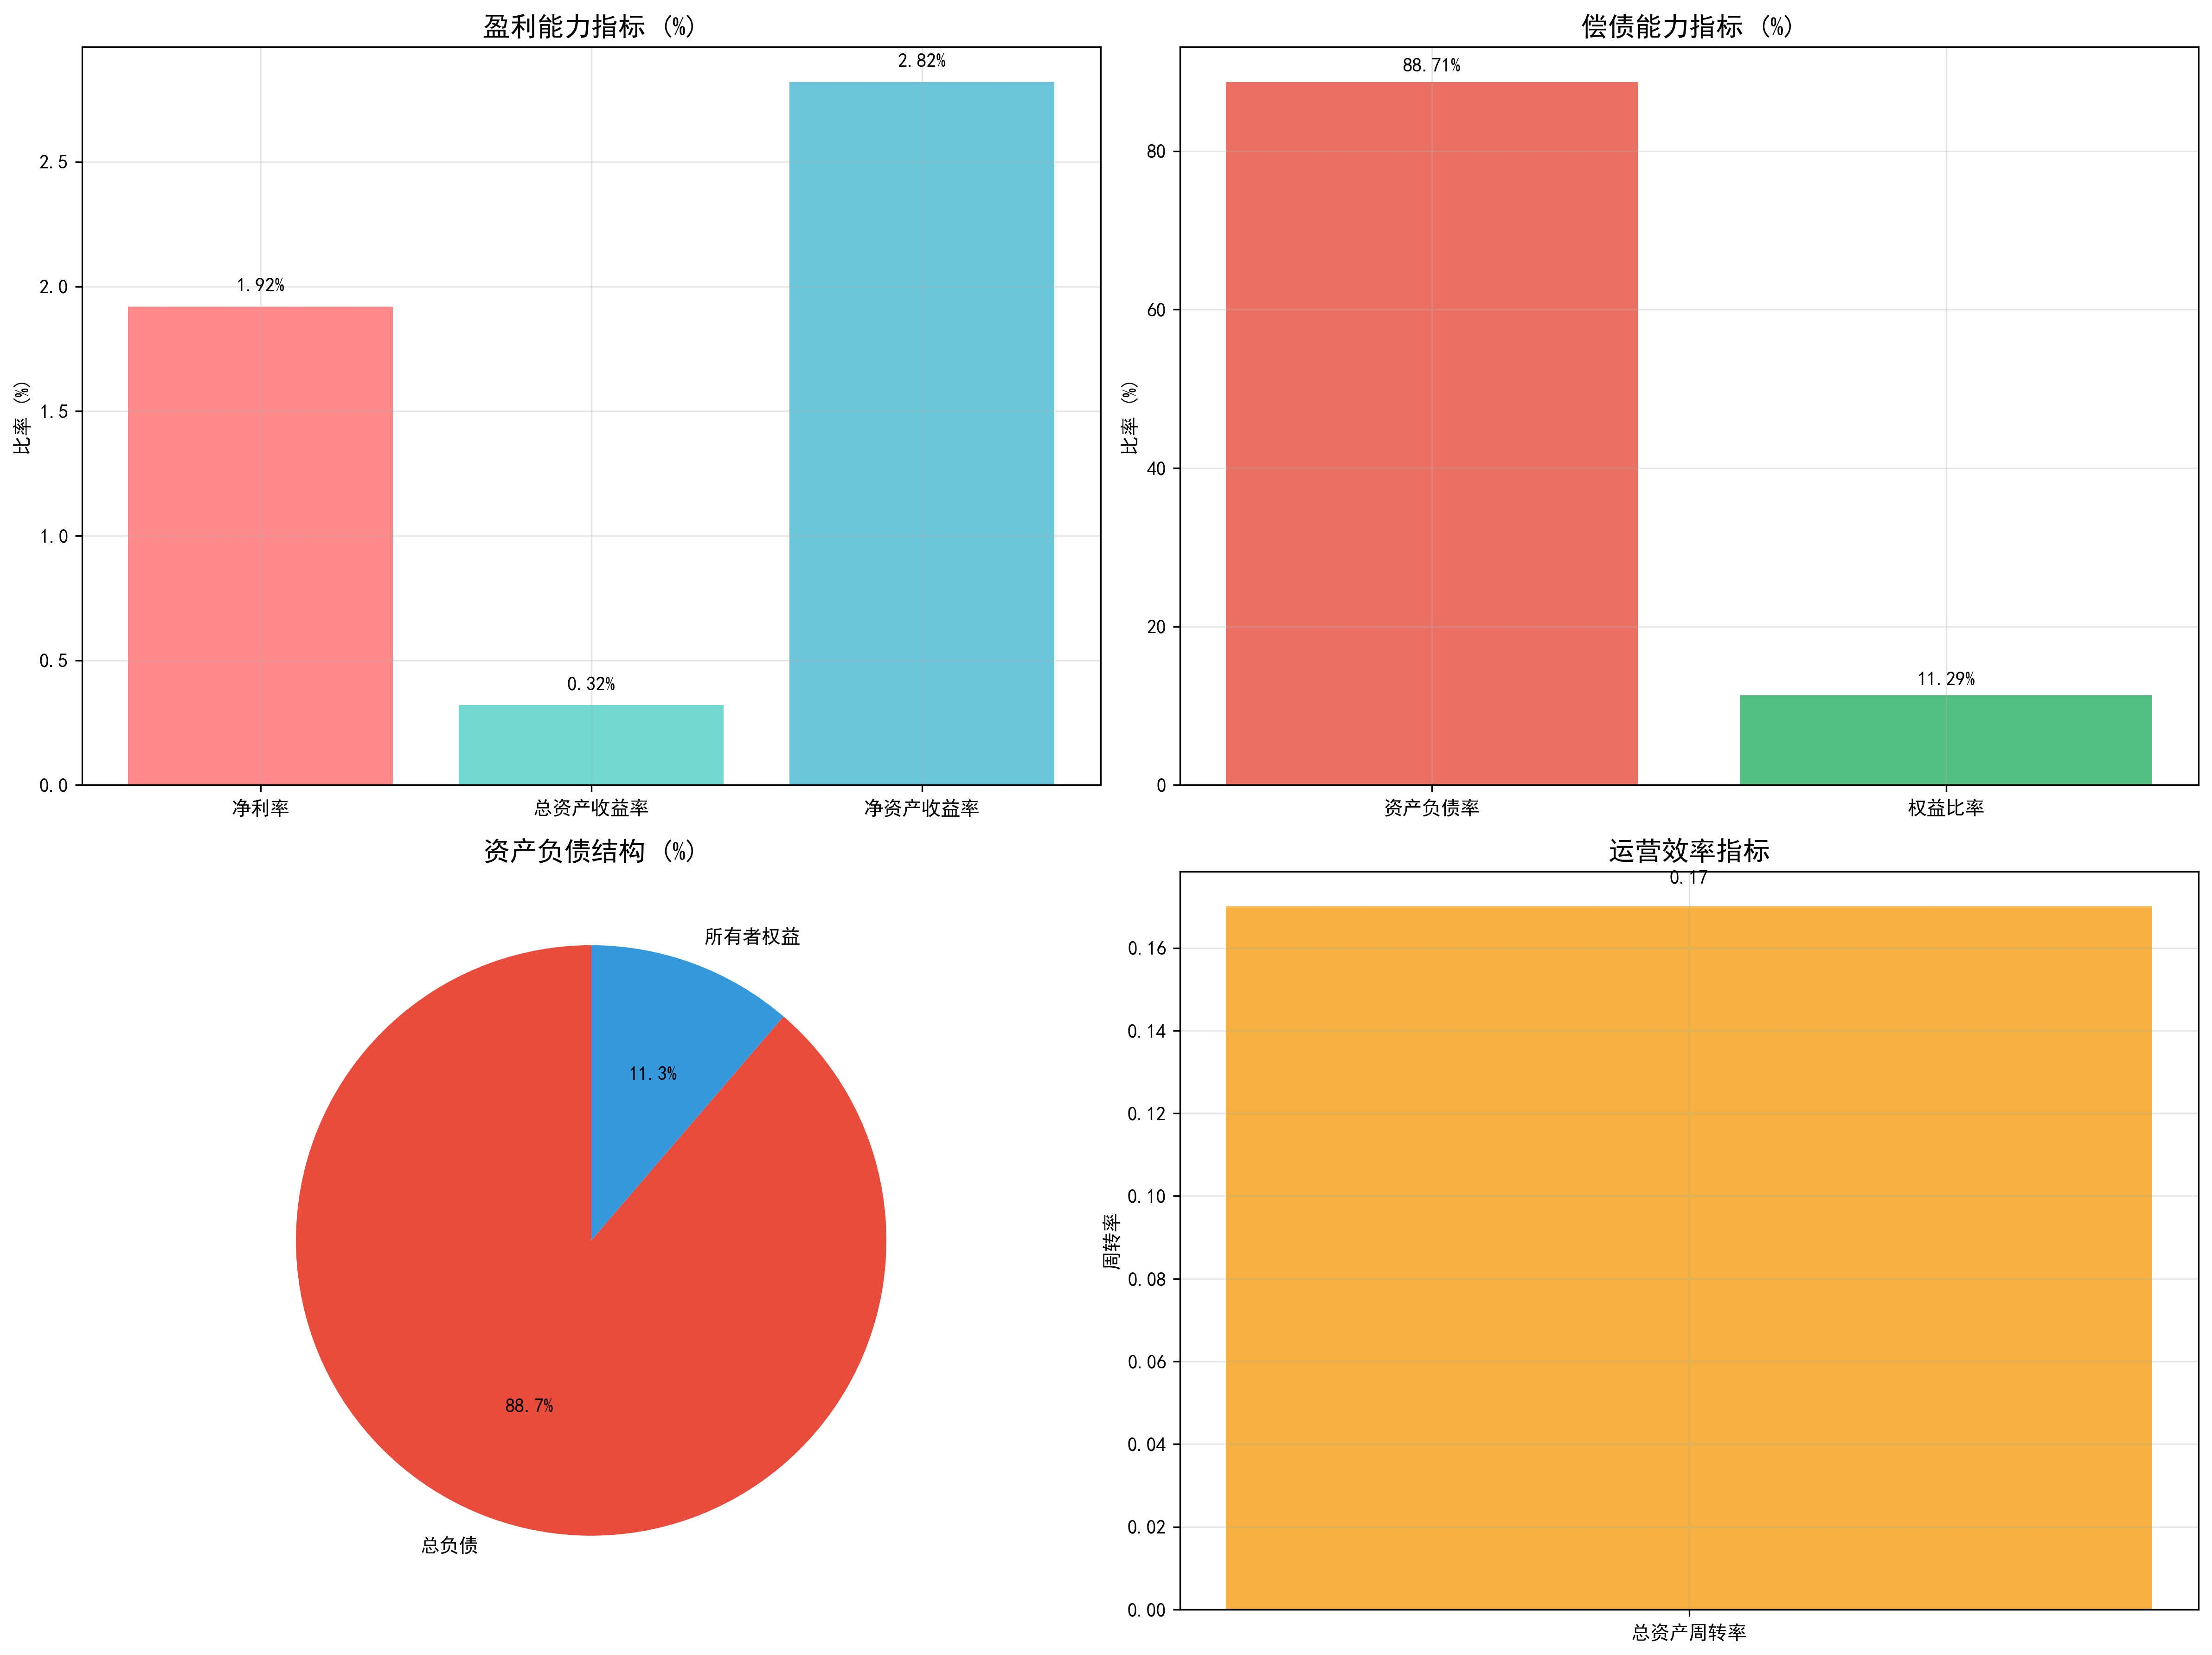 盈利能力指标 (%)
比率 (%)
2.5
2.0
1.5
1.0
0.5
0.0
1.92%
0.32%
2.82%
净利率
总资产收益率
净资产收益率
偿债能力指标 (%)
比率 (%)
80
60
40
20
0
88.71%
11.29%
资产负债率
权益比率
资产负债结构 (%)
所有者权益
11.3%
88.7%
总负债
运营效率指标
周转率
0.17
0.16
0.14
0.12
0.10
0.08
0.06
0.04
0.02
0.00
总资产周转率